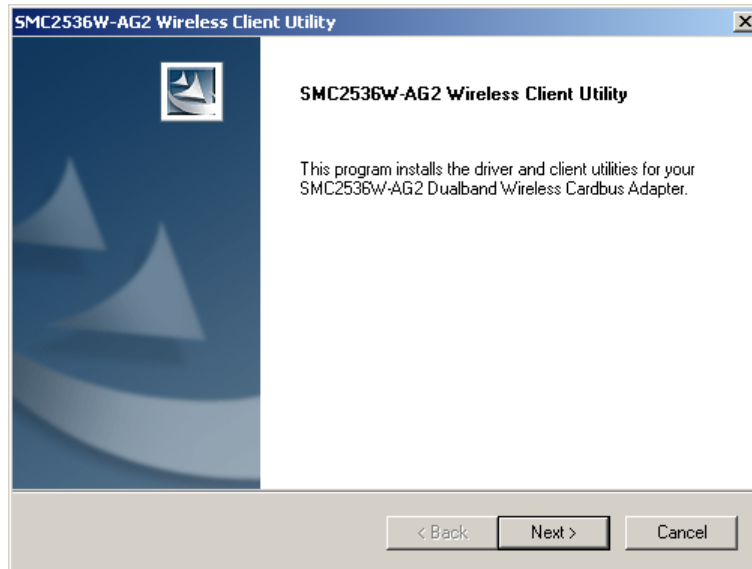 SMC2536W-AG2 Wireless Client Utility
SMC2536W-AG2 Wireless Client Utility
This program installs the driver and client utilities for your
SMC2536W-AG2 Dualband Wireless Cardbus Adapter.
< Back
Next >
Cancel